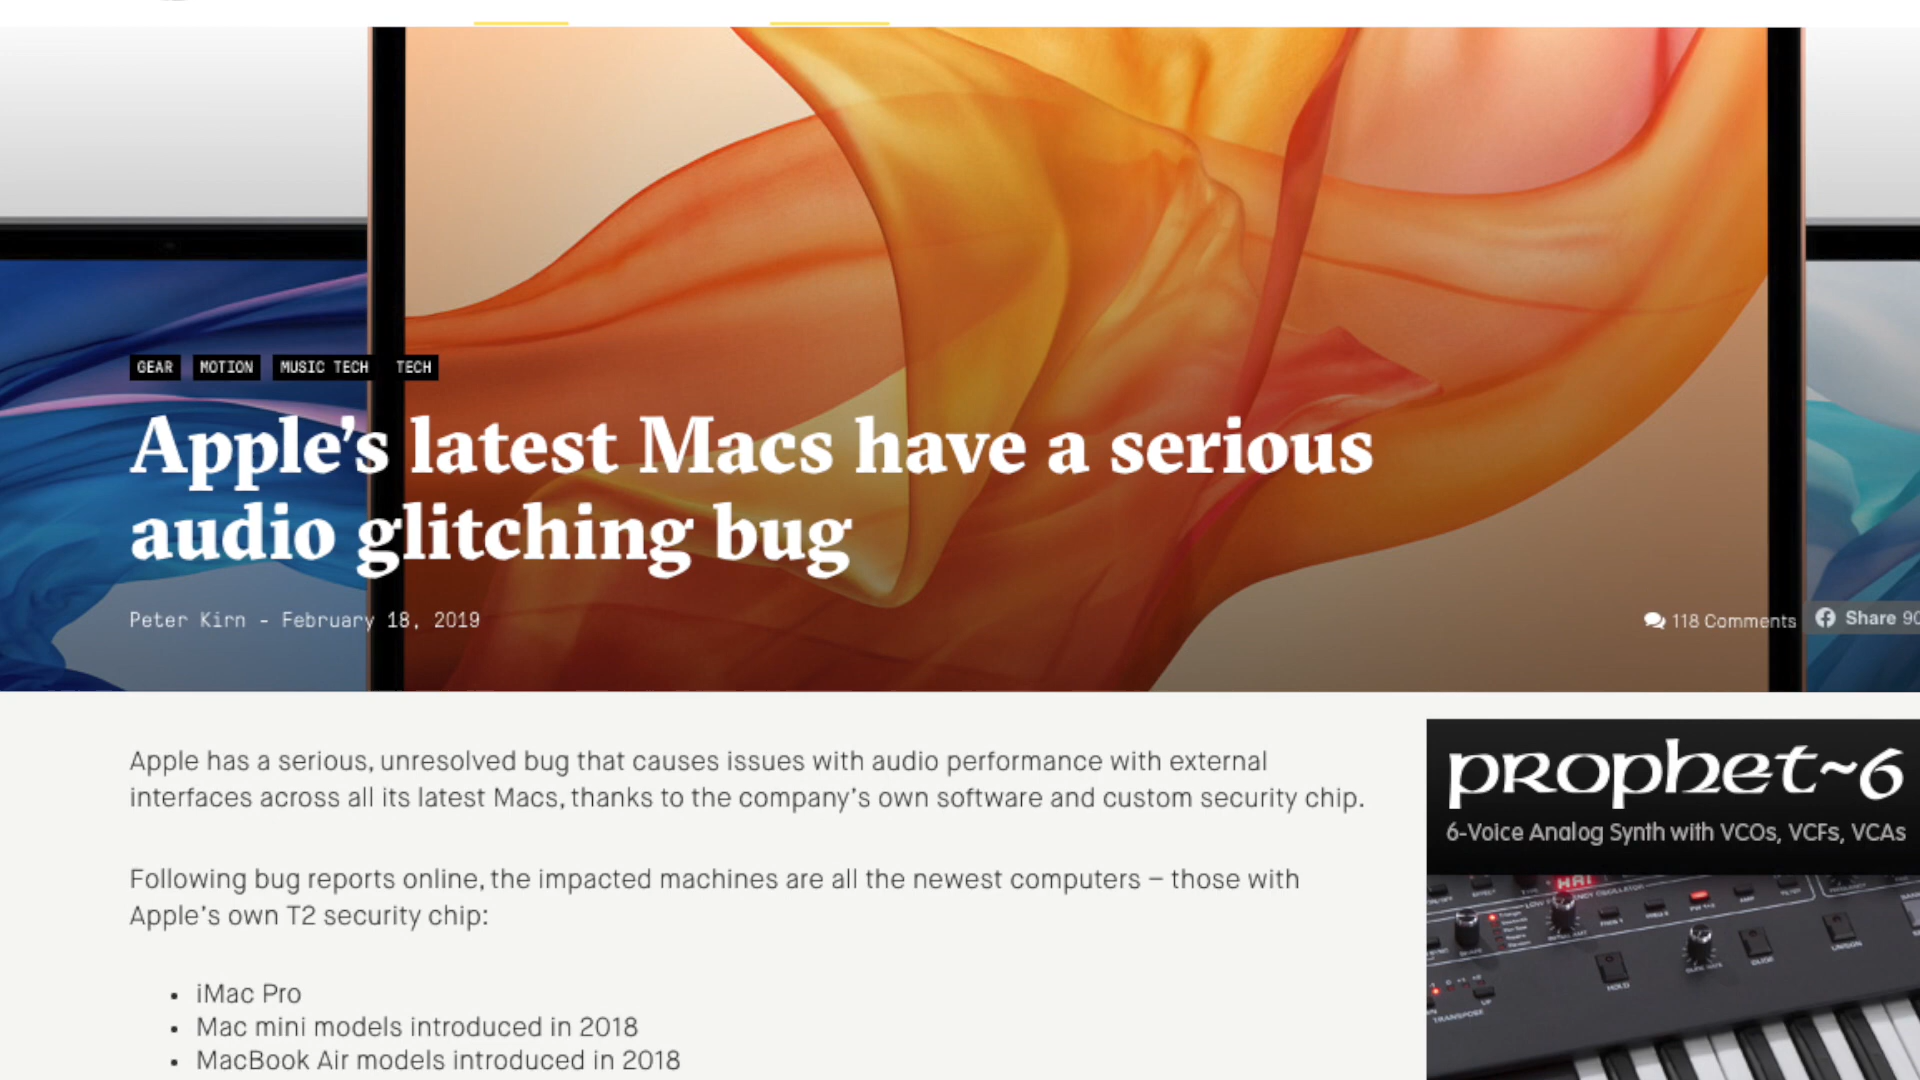 GEAR MOTION MUSIC TECH TECH
Apple's latest Macs have a serious
audio glitching bug
Peter Kirn - February 18, 2019
118 Comments Share 90
Apple has a serious, unresolved bug that causes issues with audio performance with external
interfaces across all its latest Macs, thanks to the company's own software and custom security chip.
Following bug reports online, the impacted machines are all the newest computers – those with
Apple's own T2 security chip:
• iMac Pro
• Mac mini models introduced in 2018
• MacBook Air models introduced in 2018
prophet~6
6-Voice Analog Synth with VCOs, VCFs, VCAs
HOLD
TRANSPOSE
UNISON